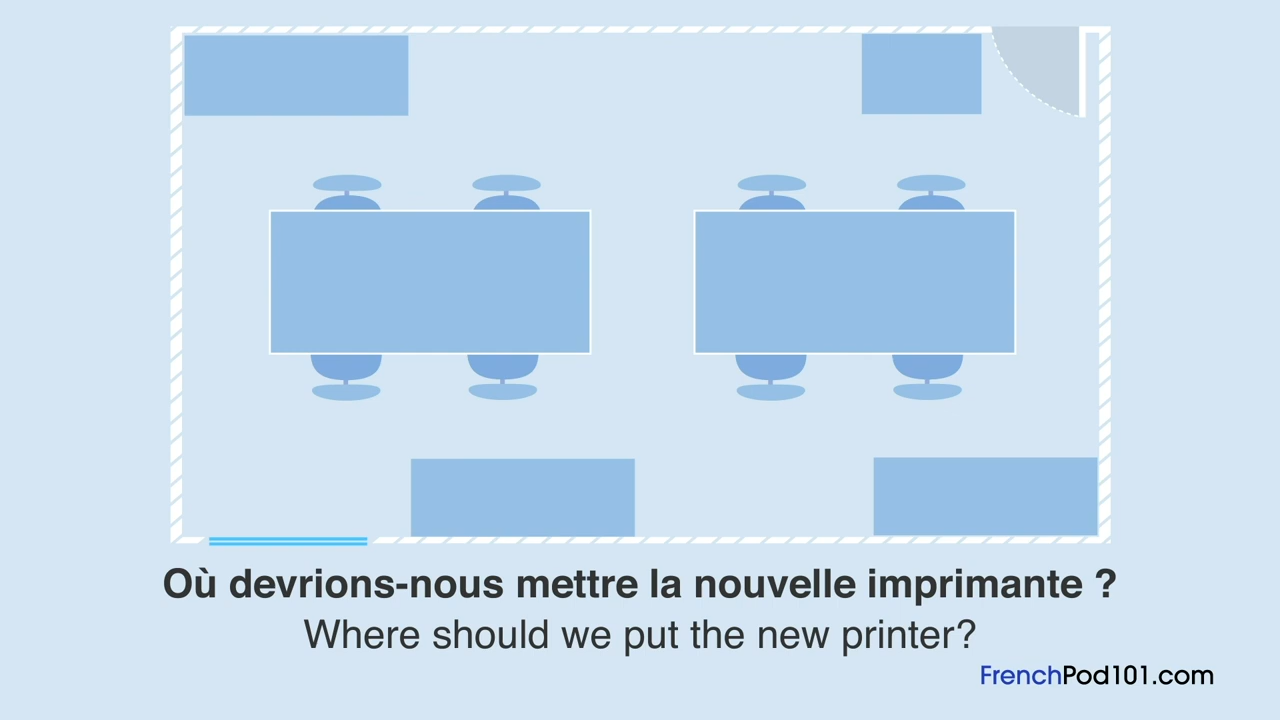 Où devrions-nous mettre la nouvelle imprimante ?
Where should we put the new printer?
FrenchPod101.com